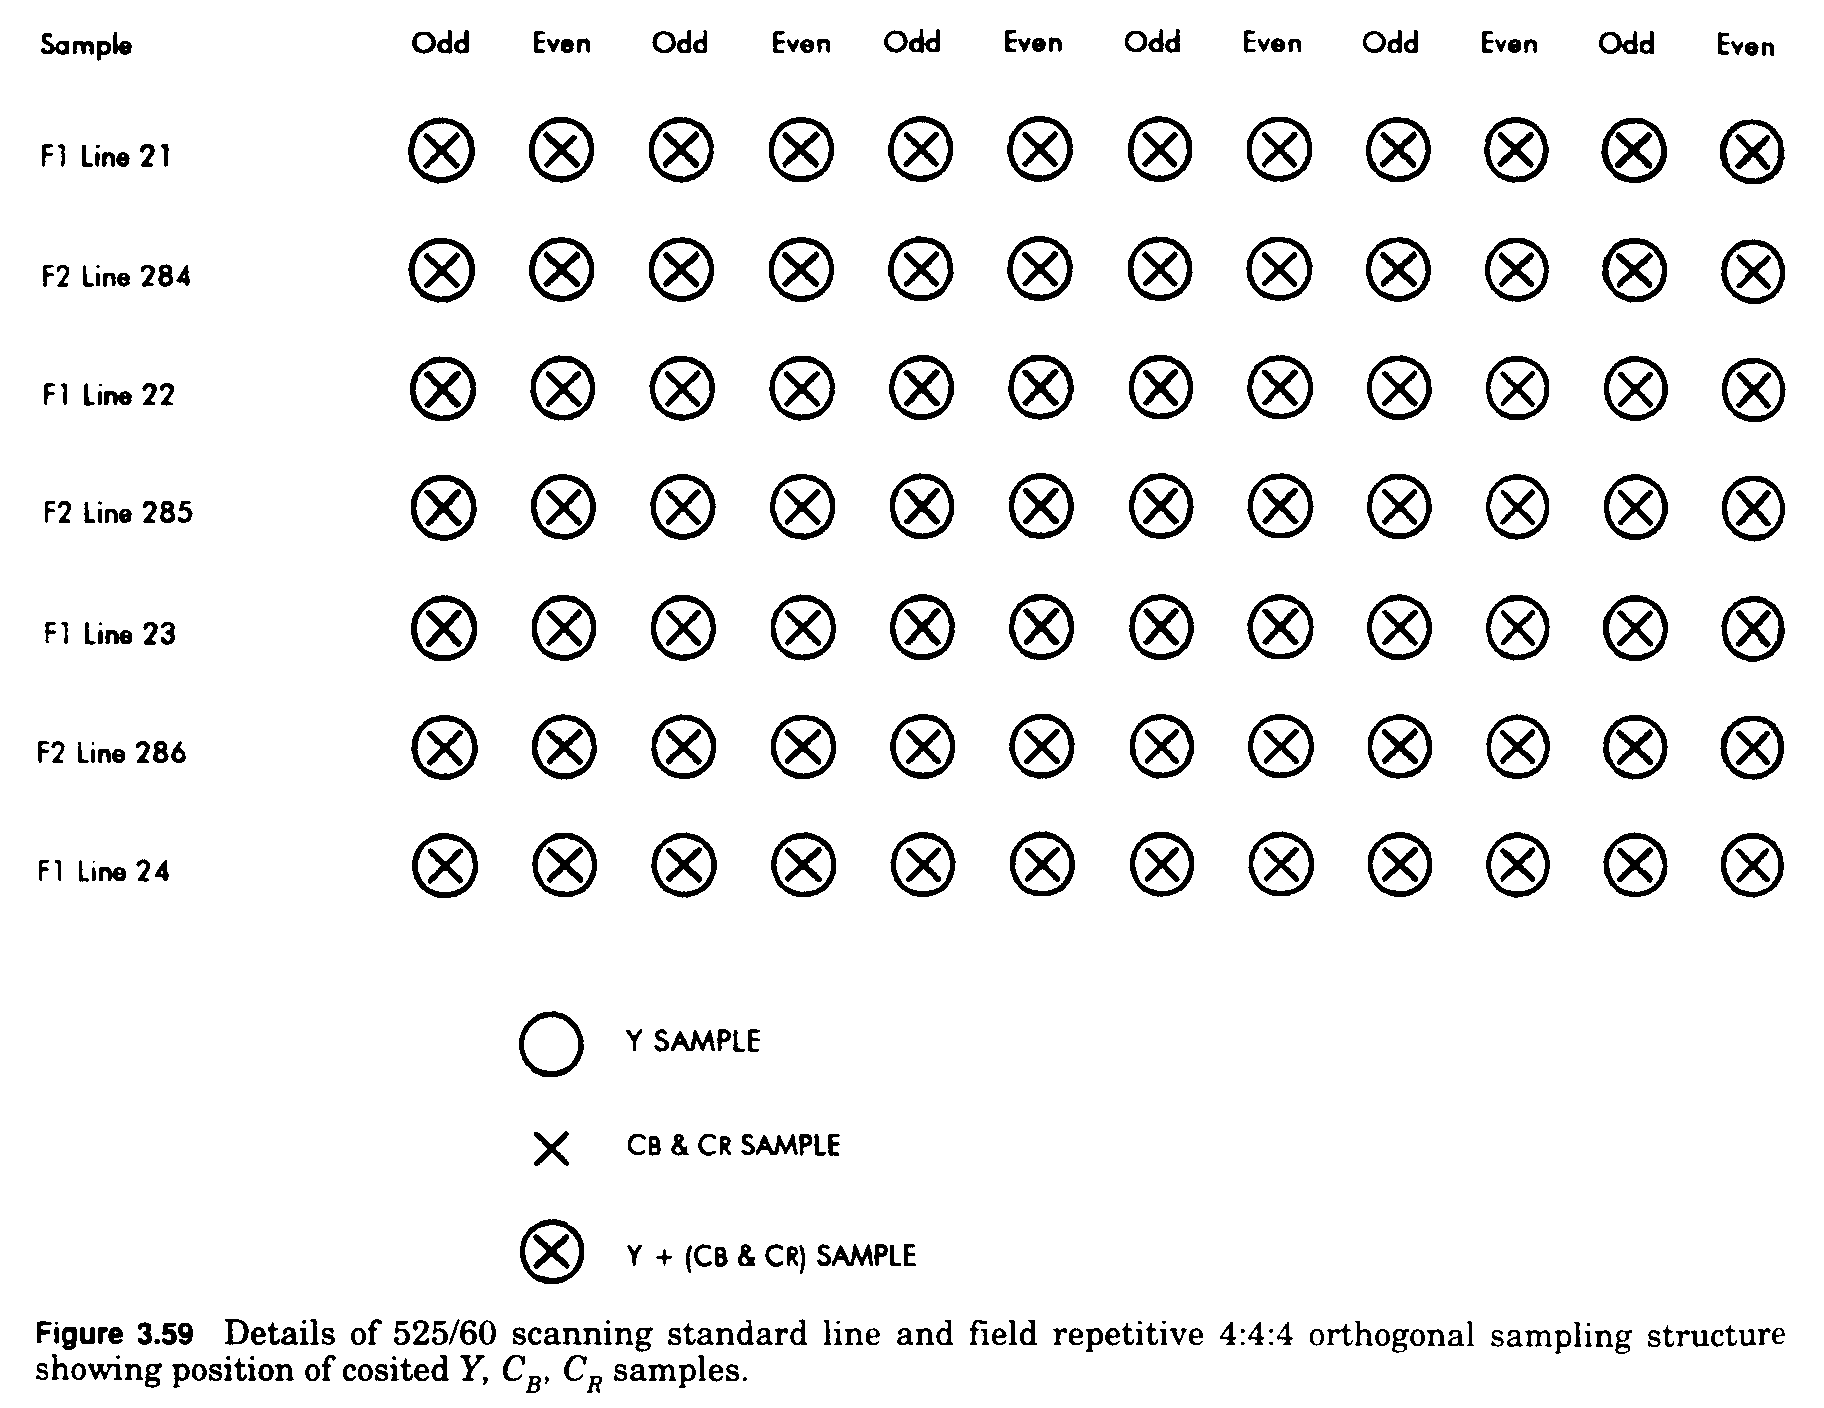 Sample Odd Even Odd Even Odd Even Odd Even Odd Even Odd Even
F1 Line 21
F2 Line 284
F1 Line 22
F2 Line 285
F1 Line 23
F2 Line 286
F1 Line 24
Y SAMPLE
CB & CR SAMPLE
Y + (CB & CR) SAMPLE
Figure 3.59 Details of 525/60 scanning standard line and field repetitive 4:4:4 orthogonal sampling structure
showing position of cosited Y, C_B, C_R samples.